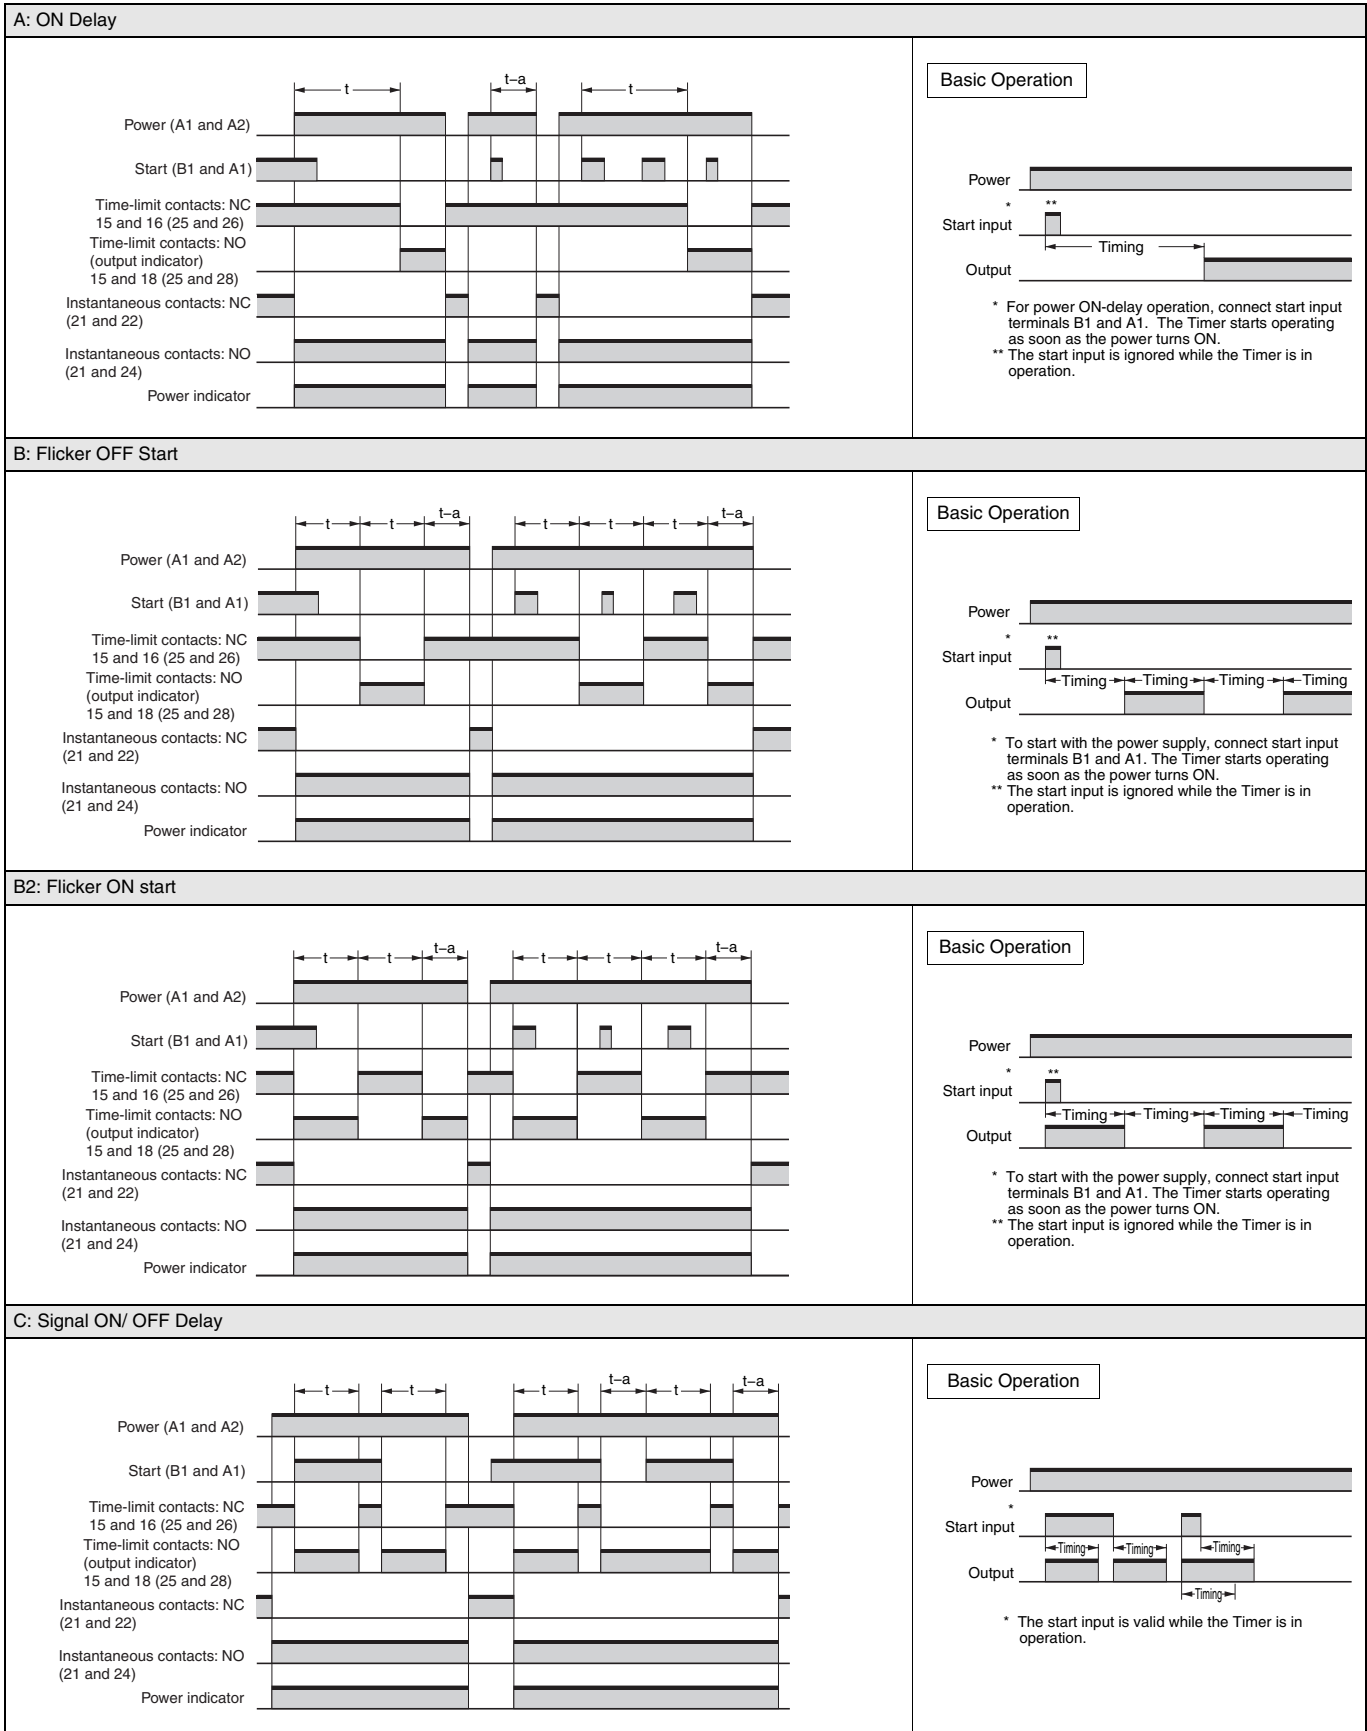 A: ON Delay
t
t−a
t
Power (A1 and A2)
Start (B1 and A1)
Time-limit contacts: NC
15 and 16 (25 and 26)
Time-limit contacts: NO
(output indicator)
15 and 18 (25 and 28)
Instantaneous contacts: NC
(21 and 22)
Instantaneous contacts: NO
(21 and 24)
Power indicator
Basic Operation
Power
*
**
Start input
Timing
Output
* For power ON-delay operation, connect start input
terminals B1 and A1. The Timer starts operating
as soon as the power turns ON.
** The start input is ignored while the Timer is in
operation.
B: Flicker OFF Start
t
t
t−a
t
t
t
t−a
Power (A1 and A2)
Start (B1 and A1)
Time-limit contacts: NC
15 and 16 (25 and 26)
Time-limit contacts: NO
(output indicator)
15 and 18 (25 and 28)
Instantaneous contacts: NC
(21 and 22)
Instantaneous contacts: NO
(21 and 24)
Power indicator
Basic Operation
Power
*
**
Start input
Timing Timing Timing Timing
Output
* To start with the power supply, connect start input
terminals B1 and A1. The Timer starts operating
as soon as the power turns ON.
** The start input is ignored while the Timer is in
operation.
B2: Flicker ON start
t
t
t−a
t
t
t
t−a
Power (A1 and A2)
Start (B1 and A1)
Time-limit contacts: NC
15 and 16 (25 and 26)
Time-limit contacts: NO
(output indicator)
15 and 18 (25 and 28)
Instantaneous contacts: NC
(21 and 22)
Instantaneous contacts: NO
(21 and 24)
Power indicator
Basic Operation
Power
*
**
Start input
Timing Timing Timing Timing
Output
* To start with the power supply, connect start input
terminals B1 and A1. The Timer starts operating
as soon as the power turns ON.
** The start input is ignored while the Timer is in
operation.
C: Signal ON/ OFF Delay
t
t
t
t−a
t
t−a
Power (A1 and A2)
Start (B1 and A1)
Time-limit contacts: NC
15 and 16 (25 and 26)
Time-limit contacts: NO
(output indicator)
15 and 18 (25 and 28)
Instantaneous contacts: NC
(21 and 22)
Instantaneous contacts: NO
(21 and 24)
Power indicator
Basic Operation
Power
*
Start input
Timing Timing Timing
Output
Timing
* The start input is valid while the Timer is in
operation.